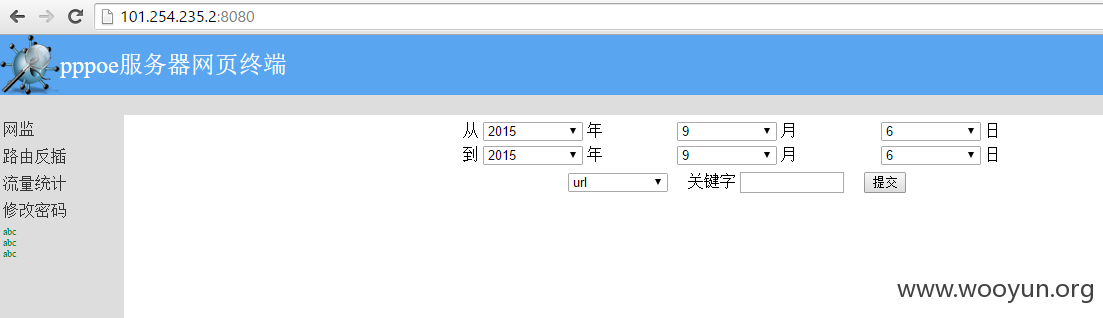 101.254.235.2:8080
pppoe服务器网页终端
网监
路由反插
流量统计
修改密码
abc
abc
abc
从 2015 年 9 月 6 日
到 2015 年 9 月 6 日
url 关键字 提交
www.wooyun.org